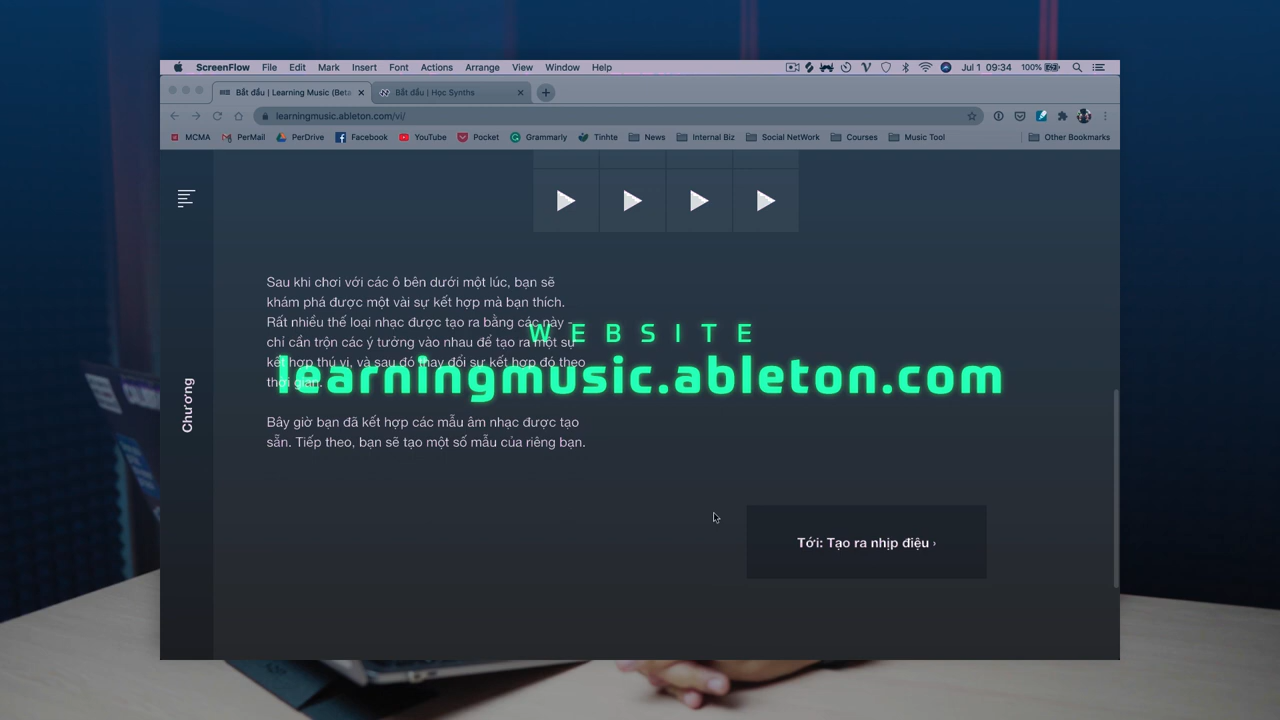 ScreenFlow File Edit Mark Insert Font Actions Arrange View Window Help Jul 1 09:34 100%
Bắt đầu | Learning Music (Beta
Bắt đầu | Học Synths
learningmusic.ableton.com/vi/
MCMA PerMail PerDrive Facebook YouTube Pocket Grammarly Tinhte News Internal Biz Social NetWork Courses Music Tool Other Bookmarks
Sau khi chơi với các ô bên dưới một lúc, bạn sẽ
khám phá được một vài sự kết hợp mà bạn thích.
Rất nhiều thể loại nhạc được tạo ra bằng các này -
chỉ cần trộn các ý tưởng vào nhau để tạo ra một sự
kết hợp thú vị, và sau đó thay đổi sự kết hợp đó theo
thời gian.
WEBSITE
learningmusic.ableton.com
Bây giờ bạn đã kết hợp các mẫu âm nhạc được tạo
sẵn. Tiếp theo, bạn sẽ tạo một số mẫu của riêng bạn.
Chương
Tới: Tạo ra nhịp điệu ›